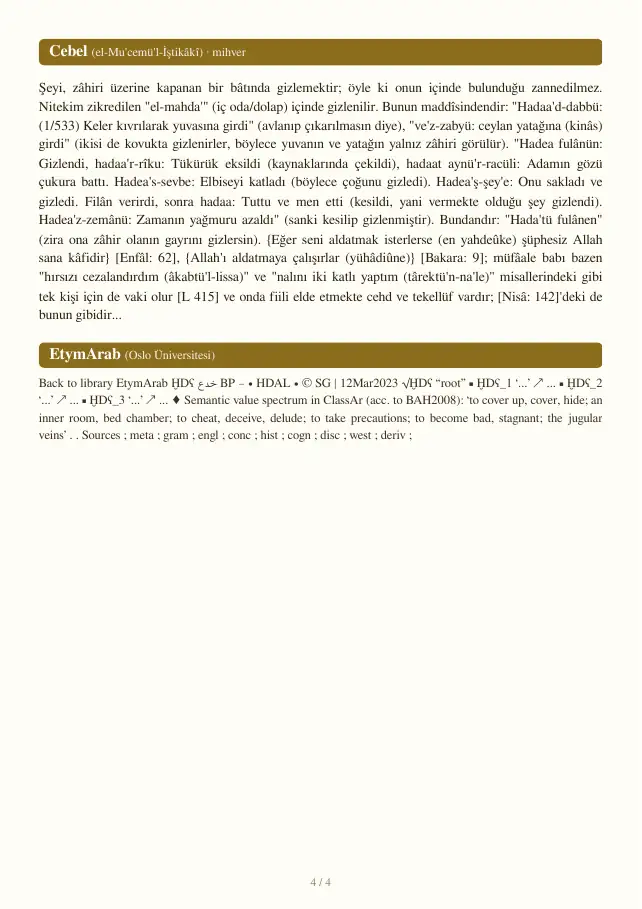 Cebel (el-Mu'cemü'l-İştikâkî) · mihver
Şeyi, zâhiri üzerine kapanan bir bâtında gizlemektir; öyle ki onun içinde bulunduğu zannedilmez.
Nitekim zikredilen "el-mahda'" (iç oda/dolap) içinde gizlenilir. Bunun maddîsindendir: "Hadaa'd-dabbü:
(1/533) Keler kıvrılarak yuvasına girdi" (avlanıp çıkarılmasın diye), "ve'z-zabyü: ceylan yatağına (kinâs)
girdi" (ikisi de kovukta gizlenirler, böylece yuvanın ve yatağın yalnız zâhiri görülür). "Hadea fulânün:
Gizlendi, hadaa'r-rîku: Tükürük eksildi (kaynaklarında çekildi), hadaat aynü'r-racüli: Adamın gözü
çukura battı. Hadea's-sevbe: Elbiseyi katladı (böylece çoğunu gizledi). Hadea'ş-şey'e: Onu sakladı ve
gizledi. Filân verirdi, sonra hadaa: Tuttu ve men etti (kesildi, yani vermekte olduğu şey gizlendi).
Hadea'z-zemânü: Zamanın yağmuru azaldı" (sanki kesilip gizlenmiştir). Bundandır: "Hada'tü fulânen"
(zira ona zâhir olanın gayrını gizlersin). {Eğer seni aldatmak isterlerse (en yahdeûke) şüphesiz Allah
sana kâfidir} [Enfâl: 62], {Allah'ı aldatmaya çalışırlar (yühâdiûne)} [Bakara: 9]; müfâale babı bazen
"hırsızı cezalandırdım (âkabtü'l-lissa)" ve "nalını iki katlı yaptım (târektü'n-na'le)" misallerindeki gibi
tek kişi için de vaki olur [L 415] ve onda fiili elde etmekte cehd ve tekellüf vardır; [Nisâ: 142]'deki de
bunun gibidir...
EtymArab (Oslo Üniversitesi)
Back to library EtymArab ḪDʕ خدع BP – • HDAL • © SG | 12Mar2023 √ḪDʕ “root” ▪ ḪDʕ_1 ‘...’ ↗ ... ▪ ḪDʕ_2
‘...’ ↗ ... ▪ ḪDʕ_3 ‘...’ ↗ ... ♦ Semantic value spectrum in ClassAr (acc. to BAH2008): ‘to cover up, cover, hide; an
inner room, bed chamber; to cheat, deceive, delude; to take precautions; to become bad, stagnant; the jugular
veins’ . . Sources ; meta ; gram ; engl ; conc ; hist ; cogn ; disc ; west ; deriv ;
4 / 4